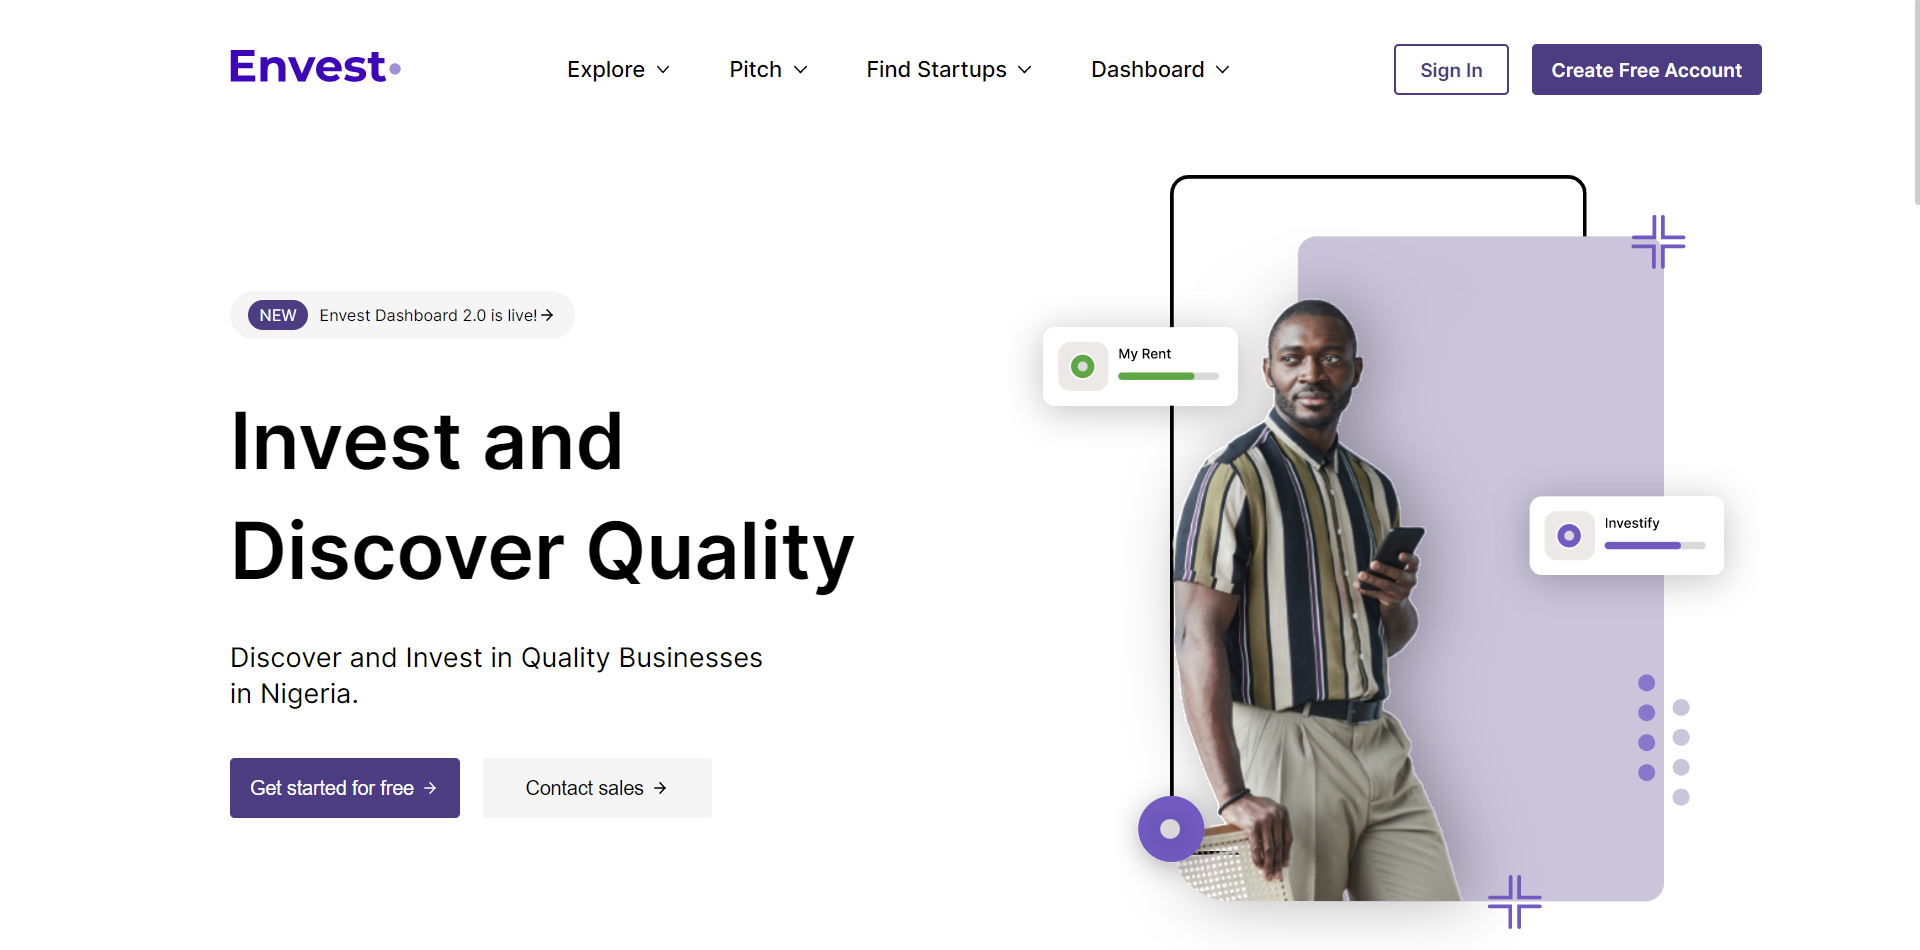 Envest
Explore
Pitch
Find Startups
Dashboard
Sign In
Create Free Account
NEW
Envest Dashboard 2.0 is live!→
Invest and
Discover Quality
Discover and Invest in Quality Businesses
in Nigeria.
Get started for free →
Contact sales →
My Rent
Investify